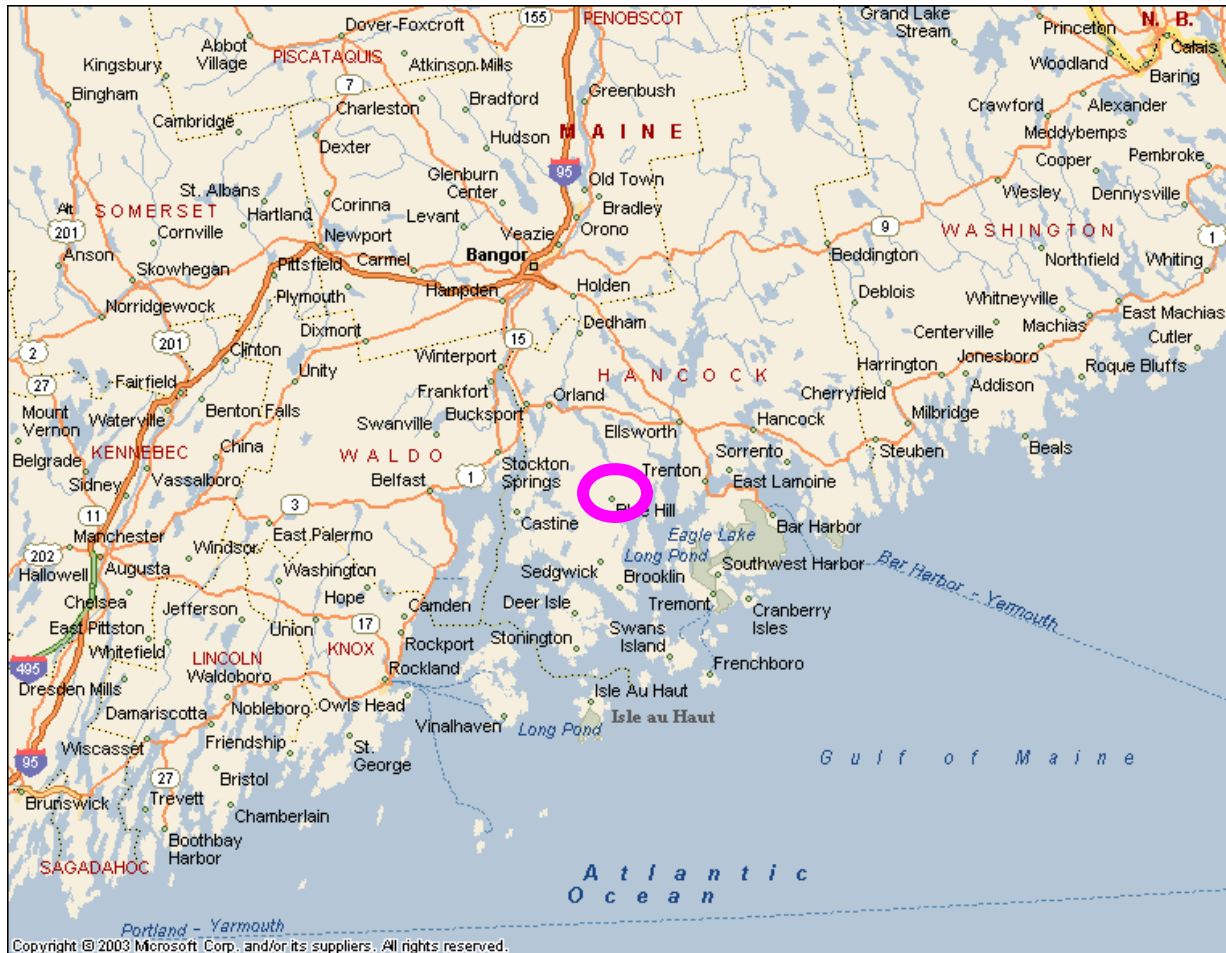 155
PENOBSCOT
Grand Lake
Stream
Princeton
N. B.
Dover-Foxcroft
Abbot
Village
PISCATAQUIS
Atkinson Mills
Woodland
Calais
Kingsbury
Baring
7
Bingham
Charleston
Bradford
Greenbush
Crawford
Alexander
Cambridge
Hudson
MAINE
Meddybemps
Dexter
Cooper
Pembroke
Glenburn
Center
95
Old Town
Wesley
Dennysville
St. Albans
Corinna
Bradley
Alt
201
SOMERSET
Hartland
Levant
Veazie
Orono
9
WASHINGTON
1
Cornville
Newport
Anson
Skowhegan
Pittsfield
Carmel
Bangor
Beddington
Northfield
Whiting
Norridgewock
Plymouth
Hampden
Holden
Deblois
Whitneyville
East Machias
Dixmont
Dedham
Centerville
Machias
Cutler
2
201
Clinton
15
Winterport
Harrington
Jonesboro
27
Fairfield
Unity
Frankfort
HANCOCK
Cherryfield
Addison
Roque Bluffs
Mount
Vernon
Waterville
Benton Falls
Bucksport
Orland
Milbridge
Swanville
Ellsworth
Hancock
KENNEBEC
China
WALDO
Steuben
Beals
Belgrade
Stockton
Springs
Sorrento
Trenton
Sidney
Vassalboro
Belfast
1
East Lamoine
11
3
Blue Hill
Manchester
East Palermo
Castine
Eagle Lake
Bar Harbor
202
Windsor
Long Pond
Hallowell
Augusta
Washington
Sedgwick
Brooklin
Southwest Harbor
Bar Harbor - Yarmouth
Chelsea
Jefferson
Hope
Camden
Deer Isle
Tremont
Cranberry
Isles
East Pittston
Union
17
Rockport
Stonington
Swans
Island
Whitefield
LINCOLN
KNOX
Frenchboro
495
Waldoboro
Rockland
Dresden Mills
Nobleboro
Owls Head
Isle Au Haut
Damariscotta
Vinalhaven
Long Pond
Isle au Haut
Wiscasset
Friendship
St.
George
Gulf of Maine
95
27
Bristol
Brunswick
Trevett
Chamberlain
Boothbay
Harbor
SAGADAHOC
Atlantic
Ocean
Portland - Yarmouth
Copyright © 2003 Microsoft Corp. and/or its suppliers. All rights reserved.